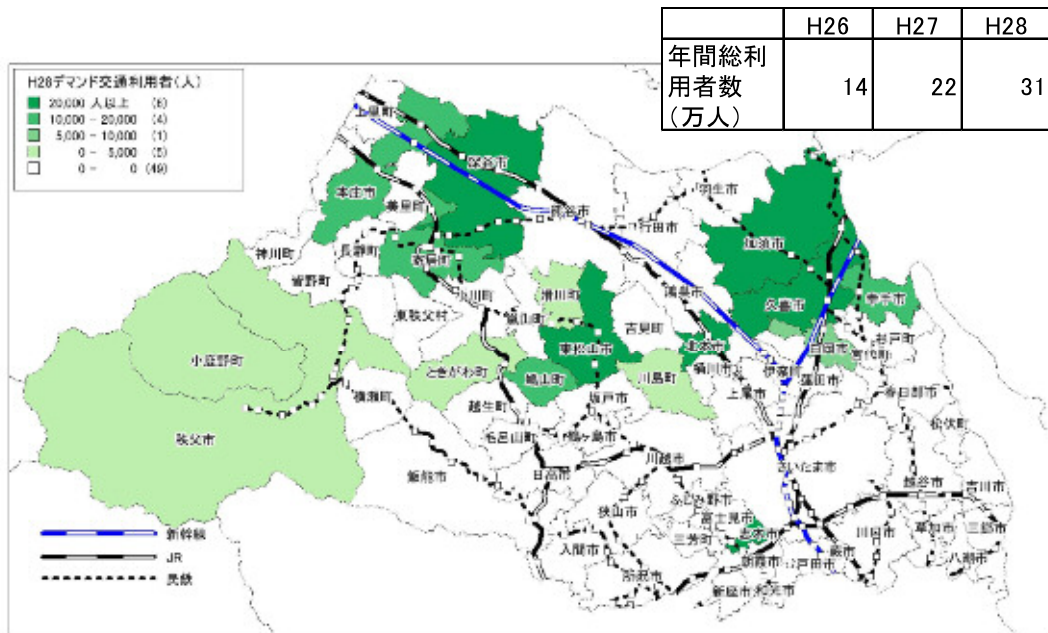 H26 H27 H28
年間総利用者数(万人) 14 22 31
H28デマンド交通利用者(人)
20,000 人以上 (6)
10,000 - 20,000 (4)
5,000 - 10,000 (1)
0 - 5,000 (5)
0 - 0 (49)
上里町
深谷市
本庄市
美里町
熊谷市
行田市
羽生市
加須市
神川町
長瀞町
皆野町
寄居町
小川町
東秩父村
嵐山町
滑川町
吉見町
鴻巣市
久喜市
幸手市
杉戸町
宮代町
白岡市
小鹿野町
ときがわ町
東松山市
鳩山町
川島町
北本市
桶川市
伊奈町
蓮田市
上尾市
春日部市
松伏町
横瀬町
越生町
坂戸市
秩父市
毛呂山町
鶴ヶ島市
飯能市
日高市
川越市
さいたま市
越谷市
吉川市
ふじみ野市
富士見市
狭山市
三芳町
志木市
川口市
草加市
三郷市
入間市
所沢市
朝霞市
戸田市
蕨市
八潮市
新座市
和光市
新幹線
JR
民鉄